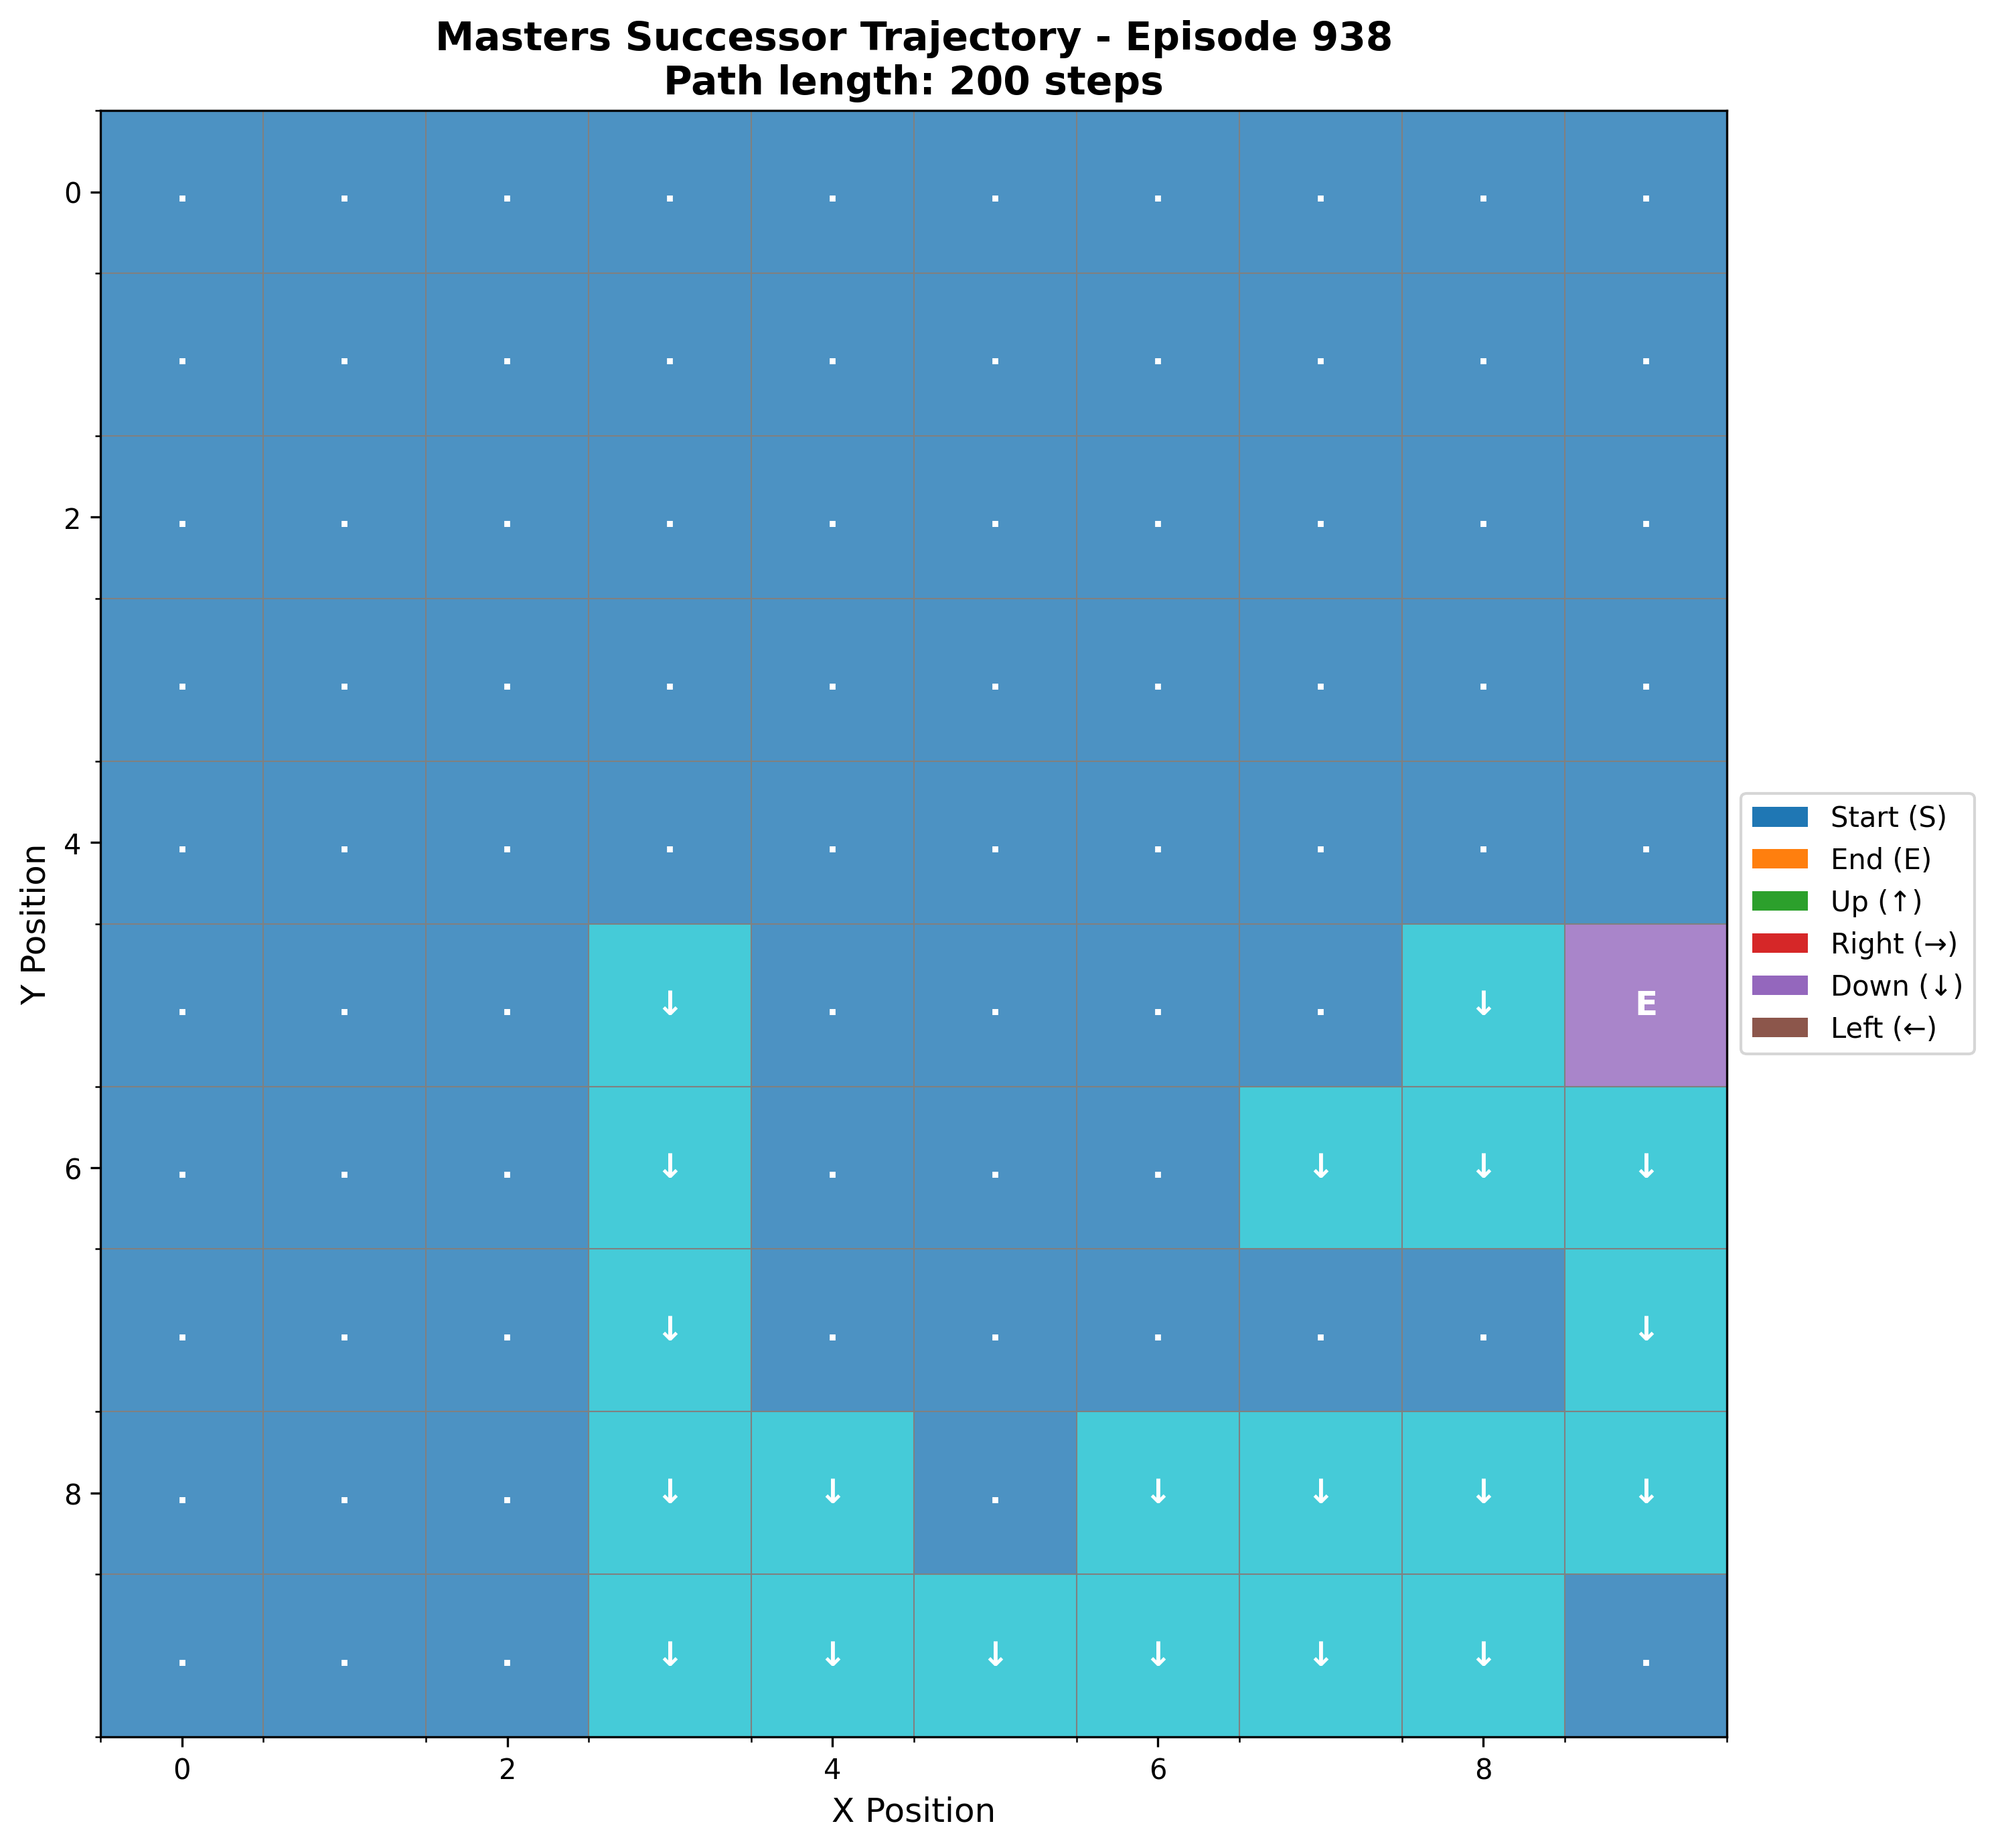 Masters Successor Trajectory - Episode 938
Path length: 200 steps
0 . . . . . . . . . .
. . . . . . . . . .
2 . . . . . . . . . .
. . . . . . . . . .
4 . . . . . . . . . .
. . . ↓ . . . . ↓ E
6 . . . ↓ . . . ↓ ↓ ↓
. . . ↓ . . . . . ↓
8 . . . ↓ ↓ . ↓ ↓ ↓ ↓
. . . ↓ ↓ ↓ ↓ ↓ ↓ .
0 2 4 6 8
X Position
Y Position
Start (S)
End (E)
Up (↑)
Right (→)
Down (↓)
Left (←)